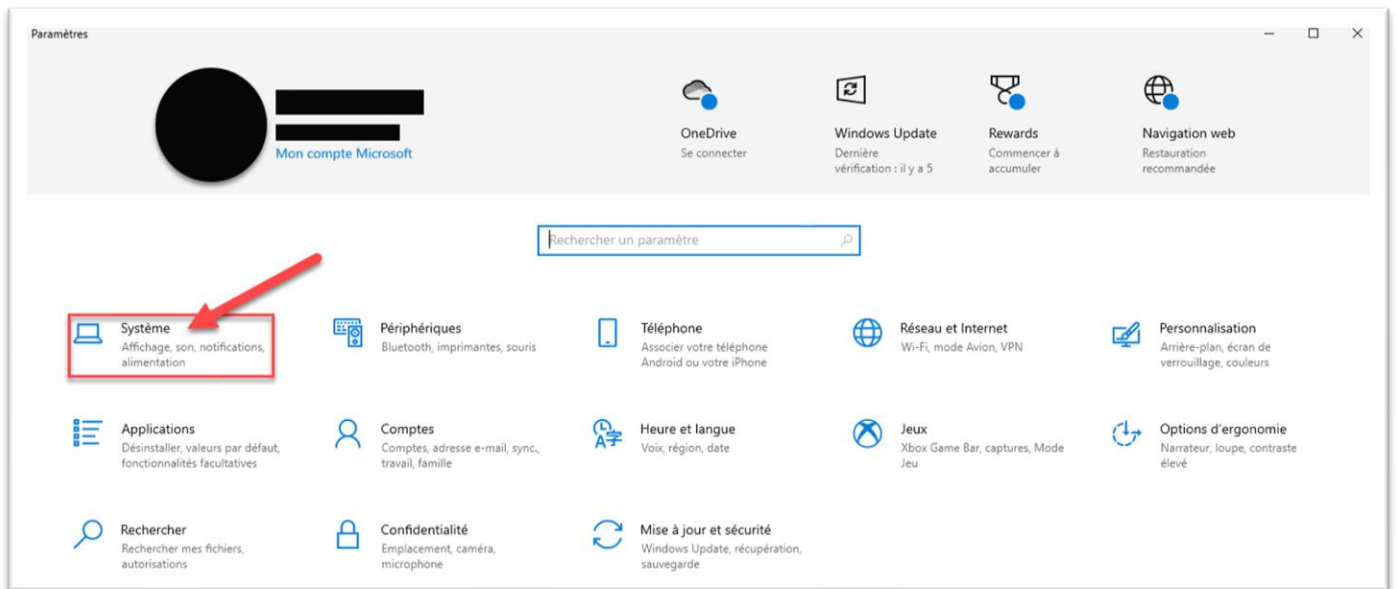 Paramètres
Mon compte Microsoft
OneDrive
Se connecter
Windows Update
Dernière
vérification : il y a 5
Rewards
Commencer à
accumuler
Navigation web
Restauration
recommandée
Rechercher un paramètre
Système
Affichage, son, notifications,
alimentation
Périphériques
Bluetooth, imprimantes, souris
Téléphone
Associer votre téléphone
Android ou votre iPhone
Réseau et Internet
Wi-Fi, mode Avion, VPN
Personnalisation
Arrière-plan, écran de
verrouillage, couleurs
Applications
Désinstaller, valeurs par défaut,
fonctionnalités facultatives
Comptes
Comptes, adresse e-mail, sync.,
travail, famille
Heure et langue
Voix, région, date
Jeux
Xbox Game Bar, captures, Mode
Jeu
Options d'ergonomie
Narrateur, loupe, contraste
élevé
Rechercher
Rechercher mes fichiers,
autorisations
Confidentialité
Emplacement, caméra,
microphone
Mise à jour et sécurité
Windows Update, récupération,
sauvegarde